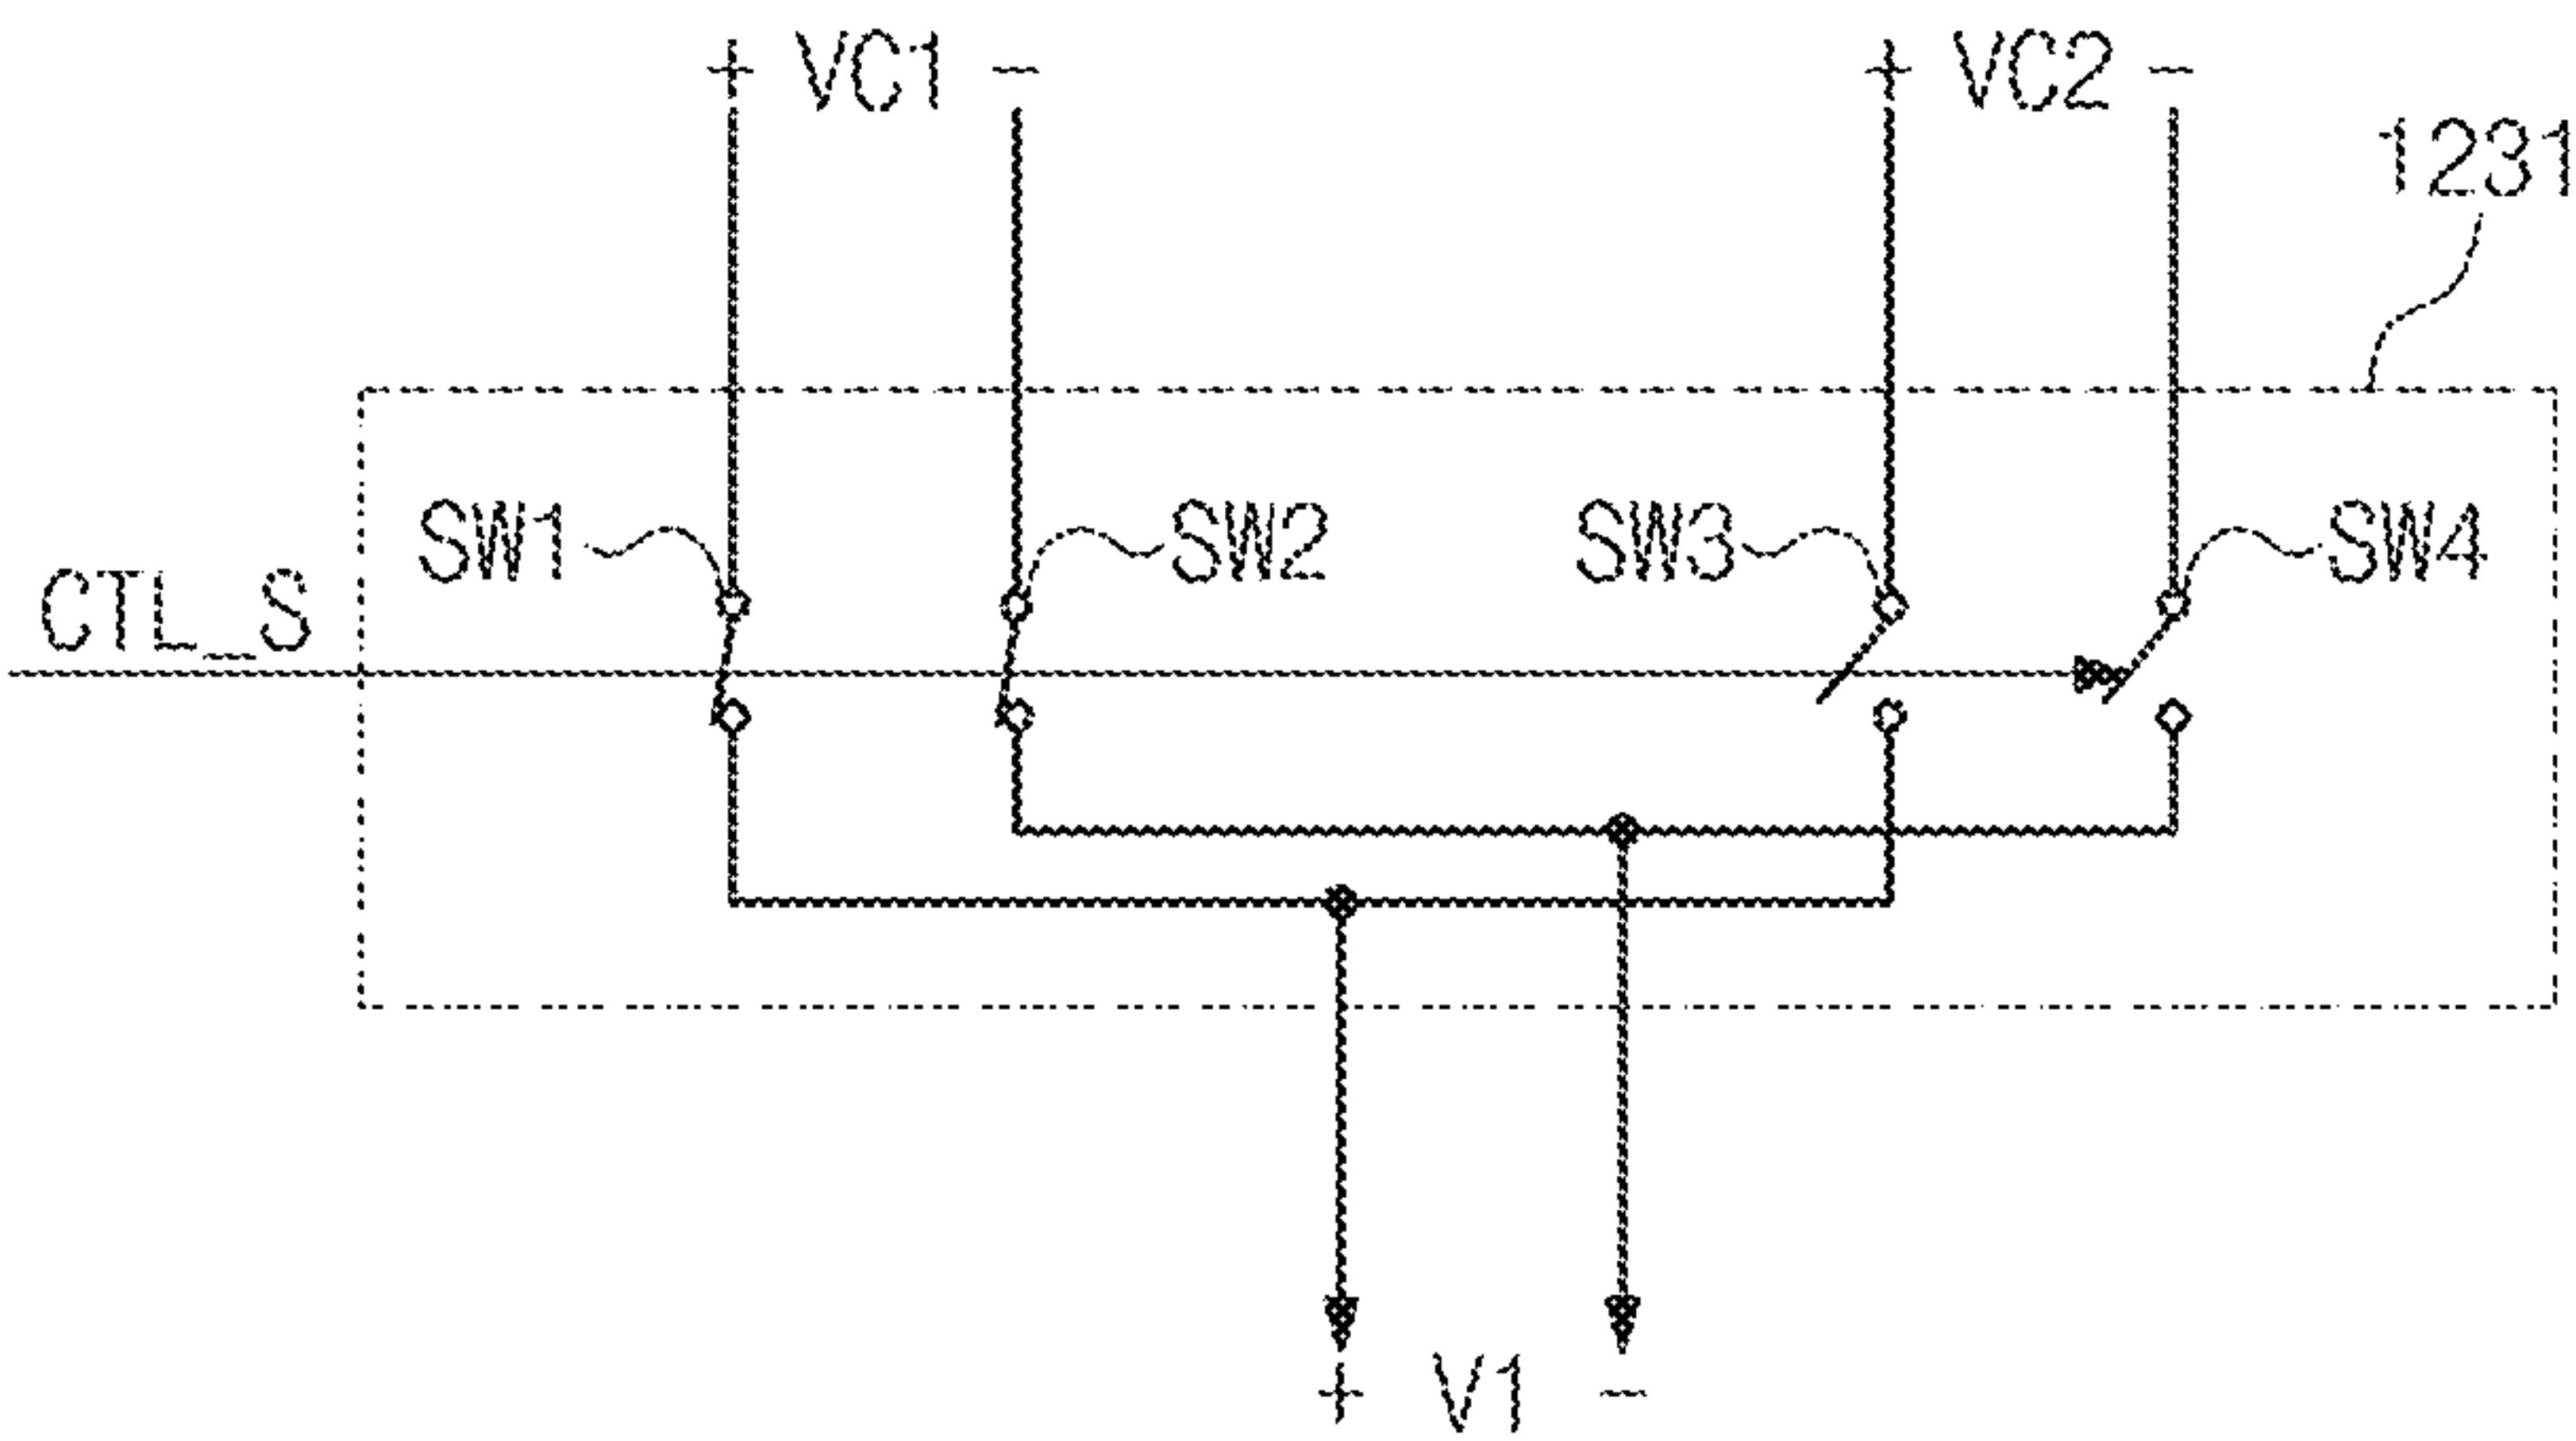 + VC1 - + VC2 -
1231
SW1 SW2 SW3 SW4
CTL_S
+ V1 -